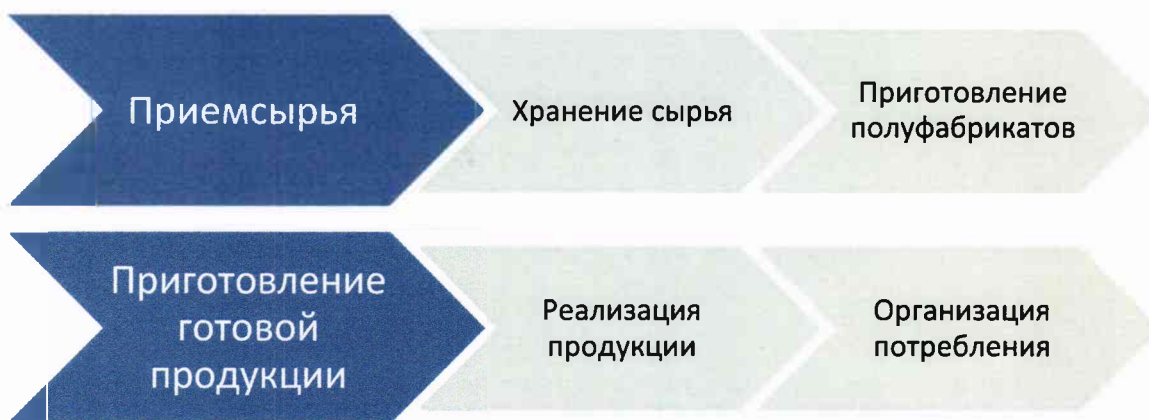 Приемсырья
Хранение сырья
Приготовление
полуфабрикатов
Приготовление
готовой
продукции
Реализация
продукции
Организация
потребления